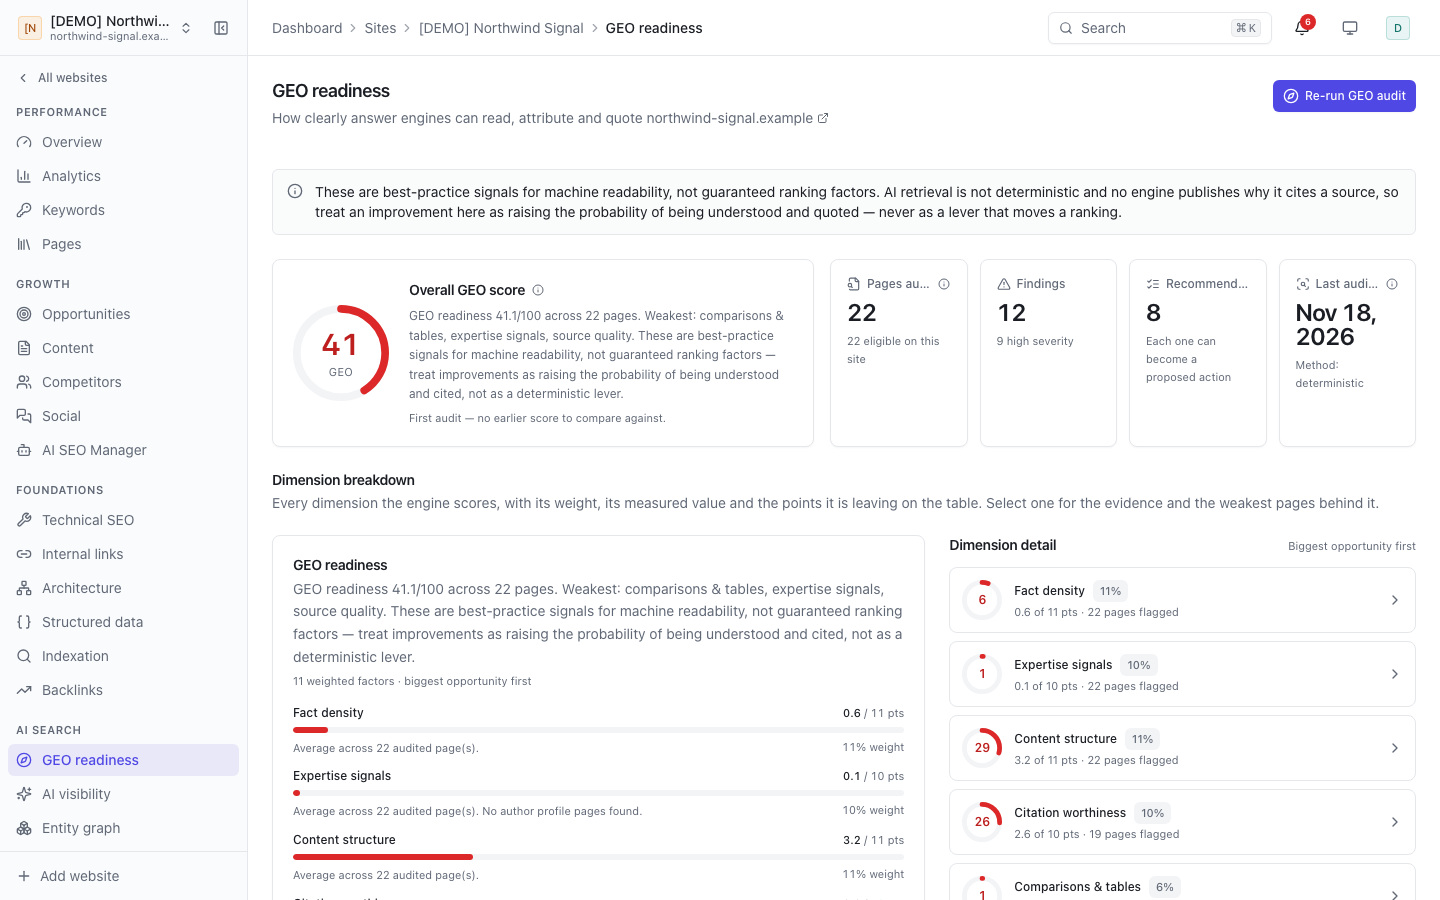 [N
[DEMO] Northwi...
northwind-signal.exa...
Dashboard
Sites
[DEMO] Northwind Signal
GEO readiness
Search
⌘ K
6
D
All websites
PERFORMANCE
Overview
Analytics
Keywords
Pages
GROWTH
Opportunities
Content
Competitors
Social
AI SEO Manager
FOUNDATIONS
Technical SEO
Internal links
Architecture
Structured data
Indexation
Backlinks
AI SEARCH
GEO readiness
AI visibility
Entity graph
Add website
GEO readiness
How clearly answer engines can read, attribute and quote northwind-signal.example
Re-run GEO audit
These are best-practice signals for machine readability, not guaranteed ranking factors. AI retrieval is not deterministic and no engine publishes why it cites a source, so
treat an improvement here as raising the probability of being understood and quoted — never as a lever that moves a ranking.
41
GEO
Overall GEO score
GEO readiness 41.1/100 across 22 pages. Weakest: comparisons &
tables, expertise signals, source quality. These are best-practice
signals for machine readability, not guaranteed ranking factors —
treat improvements as raising the probability of being understood
and cited, not as a deterministic lever.
First audit — no earlier score to compare against.
Pages au...
22
22 eligible on this
site
Findings
12
9 high severity
Recommend...
8
Each one can
become a
proposed action
Last audi...
Nov 18,
2026
Method:
deterministic
Dimension breakdown
Every dimension the engine scores, with its weight, its measured value and the points it is leaving on the table. Select one for the evidence and the weakest pages behind it.
GEO readiness
GEO readiness 41.1/100 across 22 pages. Weakest: comparisons & tables, expertise signals,
source quality. These are best-practice signals for machine readability, not guaranteed ranking
factors — treat improvements as raising the probability of being understood and cited, not as a
deterministic lever.
11 weighted factors · biggest opportunity first
Fact density
0.6 / 11 pts
Average across 22 audited page(s).
11% weight
Expertise signals
0.1 / 10 pts
Average across 22 audited page(s). No author profile pages found.
10% weight
Content structure
3.2 / 11 pts
Average across 22 audited page(s).
11% weight
Dimension detail
Biggest opportunity first
6
Fact density
11%
0.6 of 11 pts · 22 pages flagged
1
Expertise signals
10%
0.1 of 10 pts · 22 pages flagged
29
Content structure
11%
3.2 of 11 pts · 22 pages flagged
26
Citation worthiness
10%
2.6 of 10 pts · 19 pages flagged
1
Comparisons & tables
6%